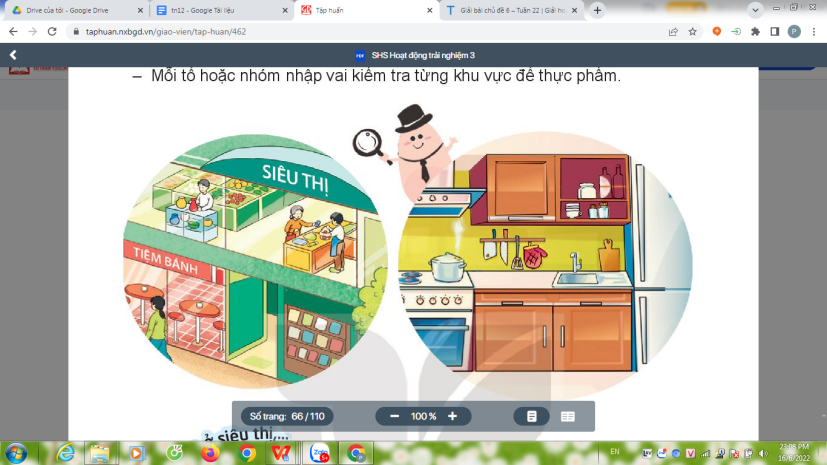 Drive của tôi - Google Drive
tn12 - Google Tài liệu
Tập huấn
Giải bài chủ đề 6 – Tuần 22 | Giải ho
taphuan.nxbgd.vn/giao-vien/tap-huan/462
SHS Hoạt động trải nghiệm 3
– Mỗi tổ hoặc nhóm nhập vai kiểm tra từng khu vực để thực phẩm.
SIÊU THỊ
TIỆM BÁNH
Số trang: 66 / 110
100 %
siêu thị,...
EN
23:08 PM
16/6/2022